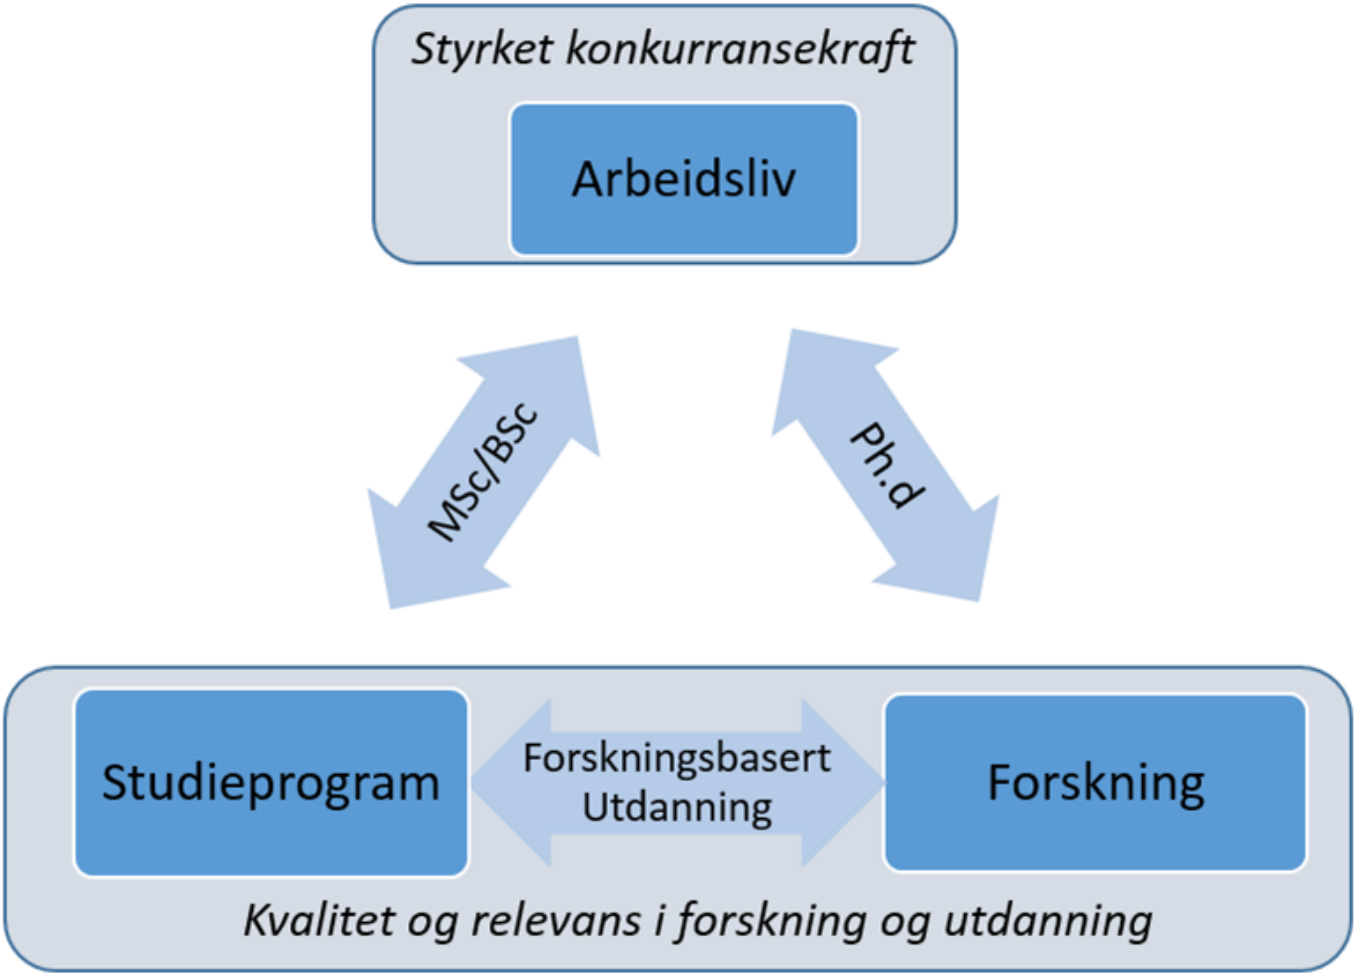 Styrket konkurransekraft
Arbeidsliv
MSc/BSc
Ph.d
Studieprogram
Forskningsbasert
Utdanning
Forskning
Kvalitet og relevans i forskning og utdanning